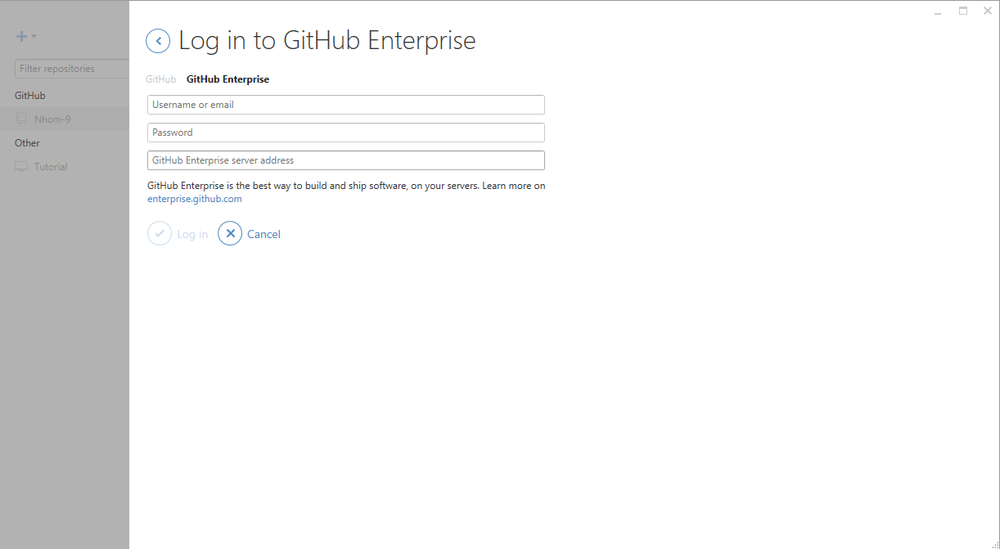 Filter repositories
GitHub
Nhom-9
Other
Tutorial
Log in to GitHub Enterprise
GitHub GitHub Enterprise
Username or email
Password
GitHub Enterprise server address
GitHub Enterprise is the best way to build and ship software, on your servers. Learn more on
enterprise.github.com
Log in Cancel